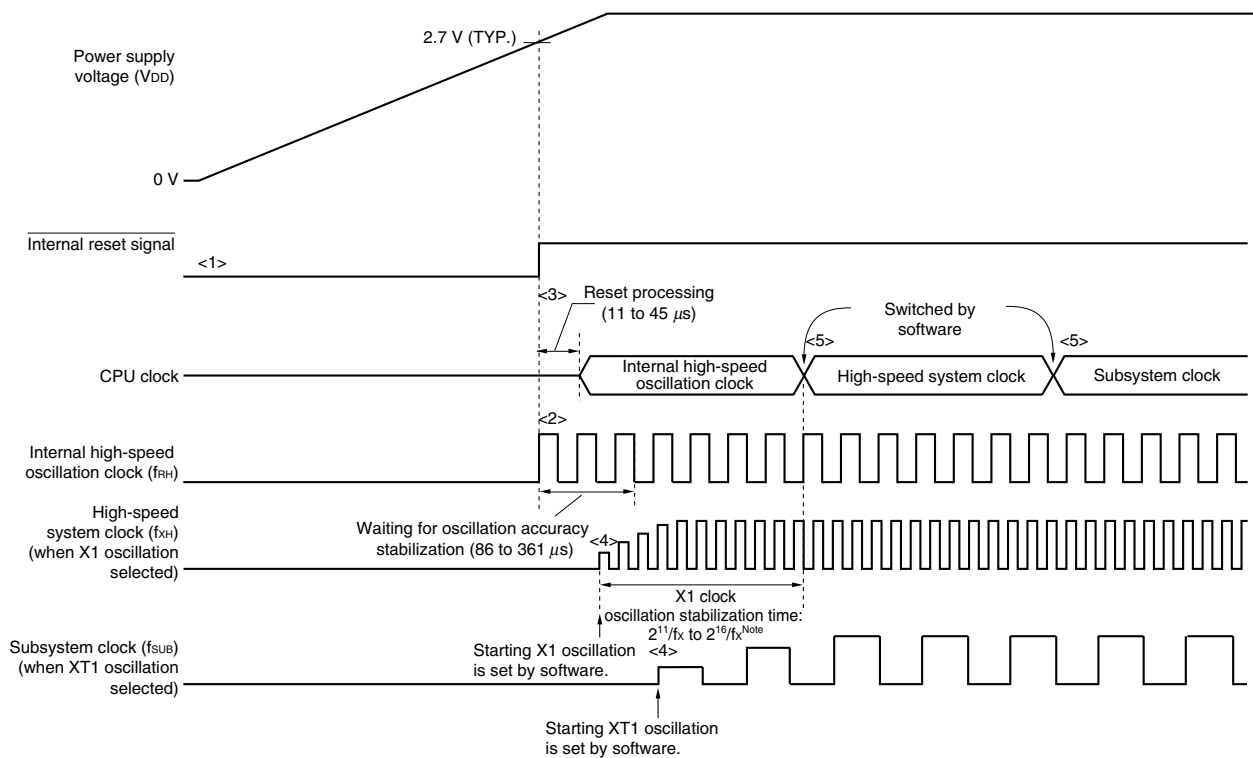 2.7 V (TYP.)
Power supply
voltage (VDD)
0 V
Internal reset signal
<1>
<3>
Reset processing
(11 to 45 μs)
Switched by
software
<5>
<5>
CPU clock
Internal high-speed
oscillation clock
High-speed system clock
Subsystem clock
<2>
Internal high-speed
oscillation clock (fRH)
Waiting for oscillation accuracy
stabilization (86 to 361 μs)
High-speed
system clock (fXH)
(when X1 oscillation
selected)
<4>
X1 clock
oscillation stabilization time:
2^11/fX to 2^16/fX^Note
Starting X1 oscillation
is set by software.
Subsystem clock (fSUB)
(when XT1 oscillation
selected)
<4>
Starting XT1 oscillation
is set by software.